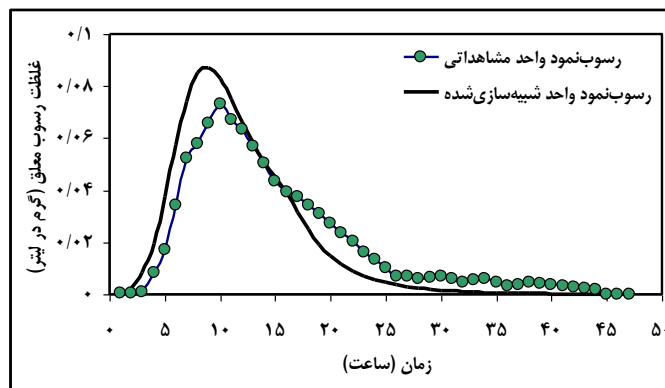 ۰/۱
۰/۰۸
۰/۰۶
۰/۰۴
۰/۰۲
۰
غلظت رسوب معلق (گرم در لیتر)
رسوب‌نمود واحد مشاهداتی
رسوب‌نمود واحد شبیه‌سازی‌شده
۰ ۵ ۱۰ ۱۵ ۲۰ ۲۵ ۳۰ ۳۵ ۴۰ ۴۵ ۵۰
زمان (ساعت)